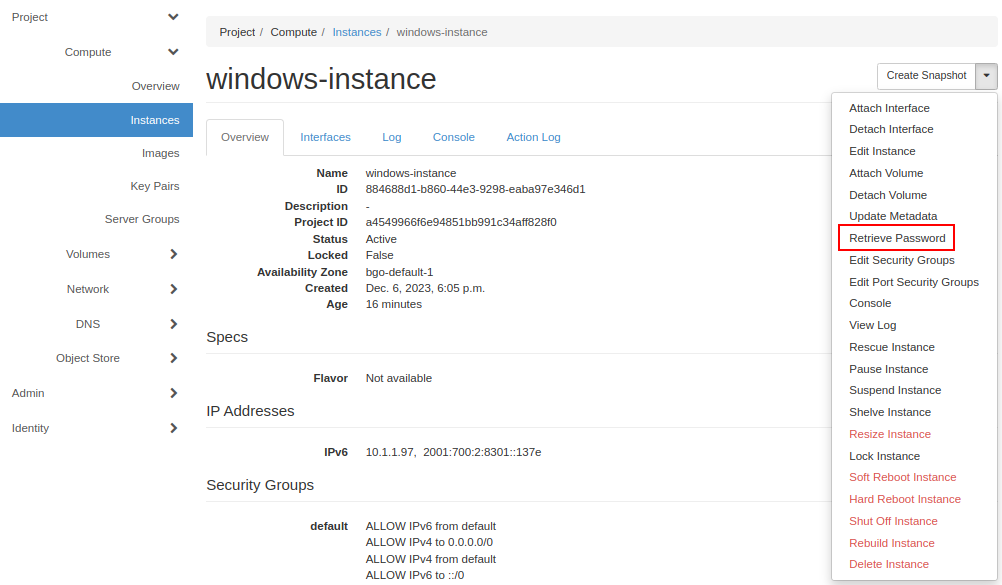 Project
Compute
Overview
Instances
Images
Key Pairs
Server Groups
Volumes
Network
DNS
Object Store
Admin
Identity
Project / Compute / Instances / windows-instance
windows-instance
Create Snapshot
Overview Interfaces Log Console Action Log
Name windows-instance
ID 884688d1-b860-44e3-9298-eaba97e346d1
Description -
Project ID a4549966f6e94851bb991c34aff828f0
Status Active
Locked False
Availability Zone bgo-default-1
Created Dec. 6, 2023, 6:05 p.m.
Age 16 minutes
Specs
Flavor Not available
IP Addresses
IPv6 10.1.1.97, 2001:700:2:8301::137e
Security Groups
default ALLOW IPv6 from default
ALLOW IPv4 to 0.0.0.0/0
ALLOW IPv4 from default
ALLOW IPv6 to ::/0
Attach Interface
Detach Interface
Edit Instance
Attach Volume
Detach Volume
Update Metadata
Retrieve Password
Edit Security Groups
Edit Port Security Groups
Console
View Log
Rescue Instance
Pause Instance
Suspend Instance
Shelve Instance
Resize Instance
Lock Instance
Soft Reboot Instance
Hard Reboot Instance
Shut Off Instance
Rebuild Instance
Delete Instance